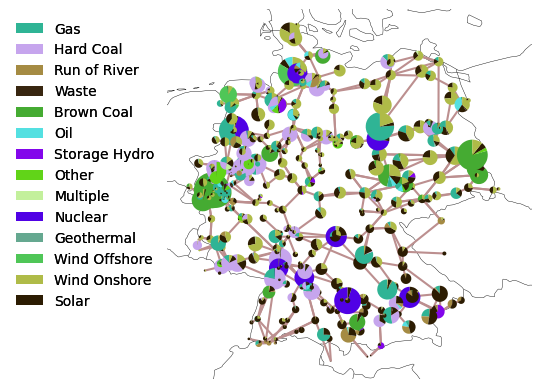 Gas
Hard Coal
Run of River
Waste
Brown Coal
Oil
Storage Hydro
Other
Multiple
Nuclear
Geothermal
Wind Offshore
Wind Onshore
Solar